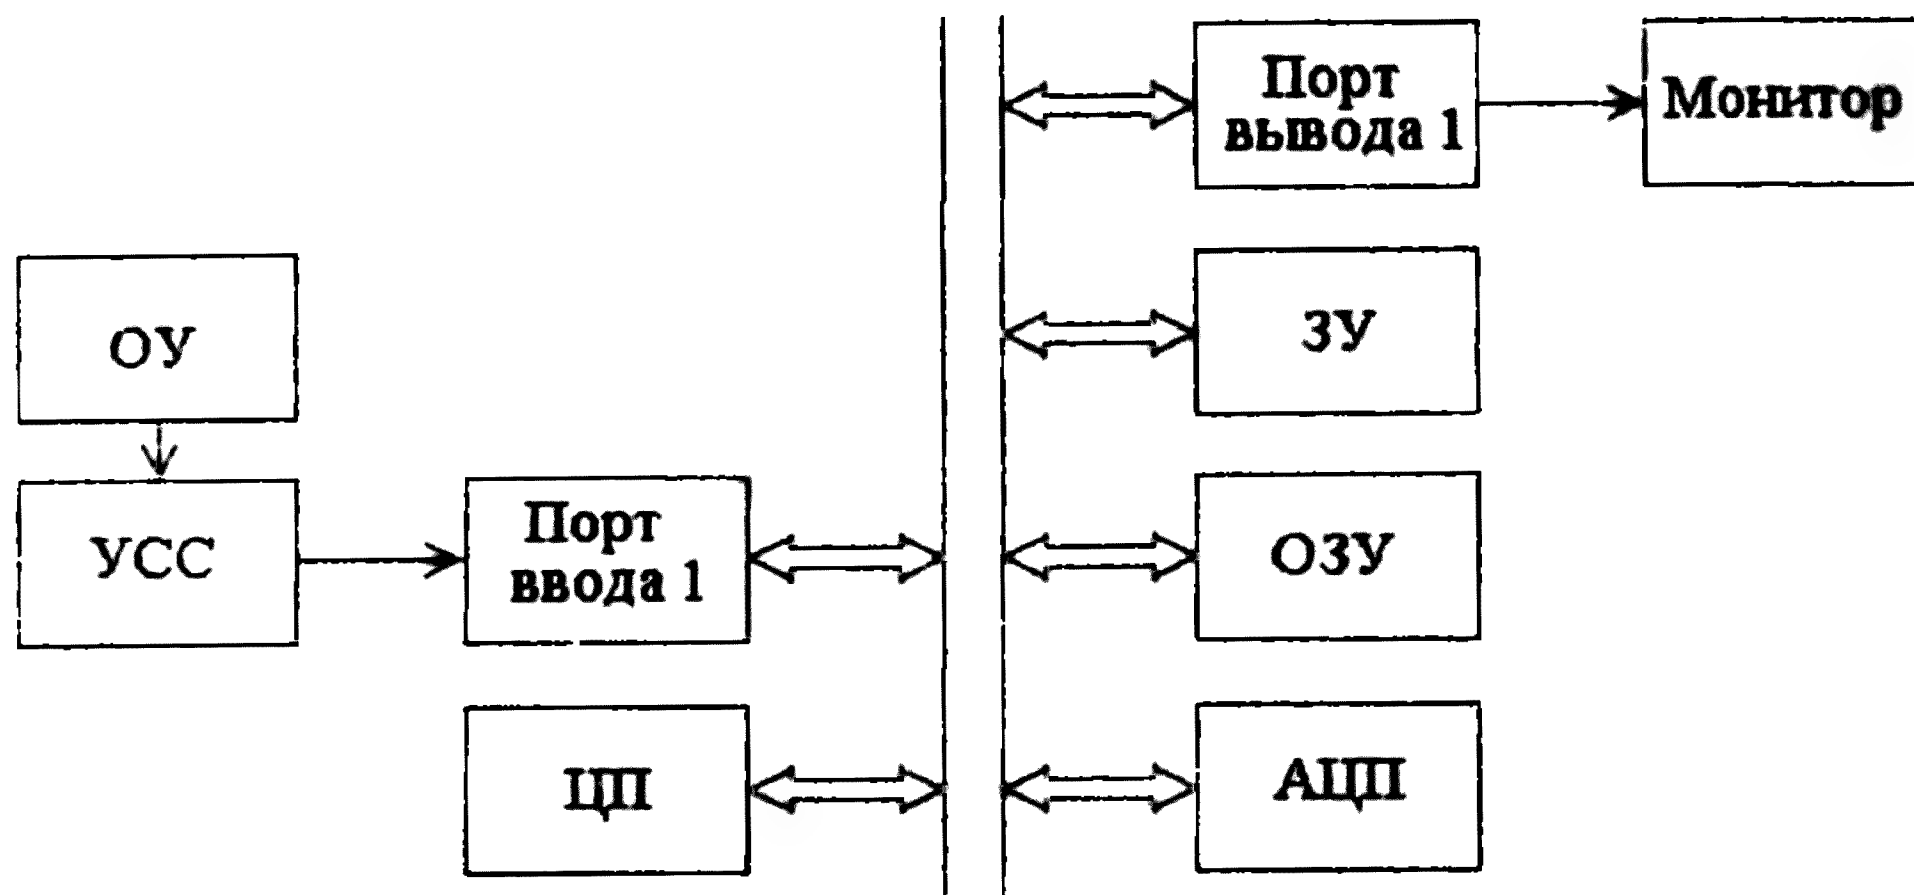 Порт
вывода 1
Монитор
ОУ
ЗУ
УСС
Порт
ввода 1
ОЗУ
ЦП
АЦП